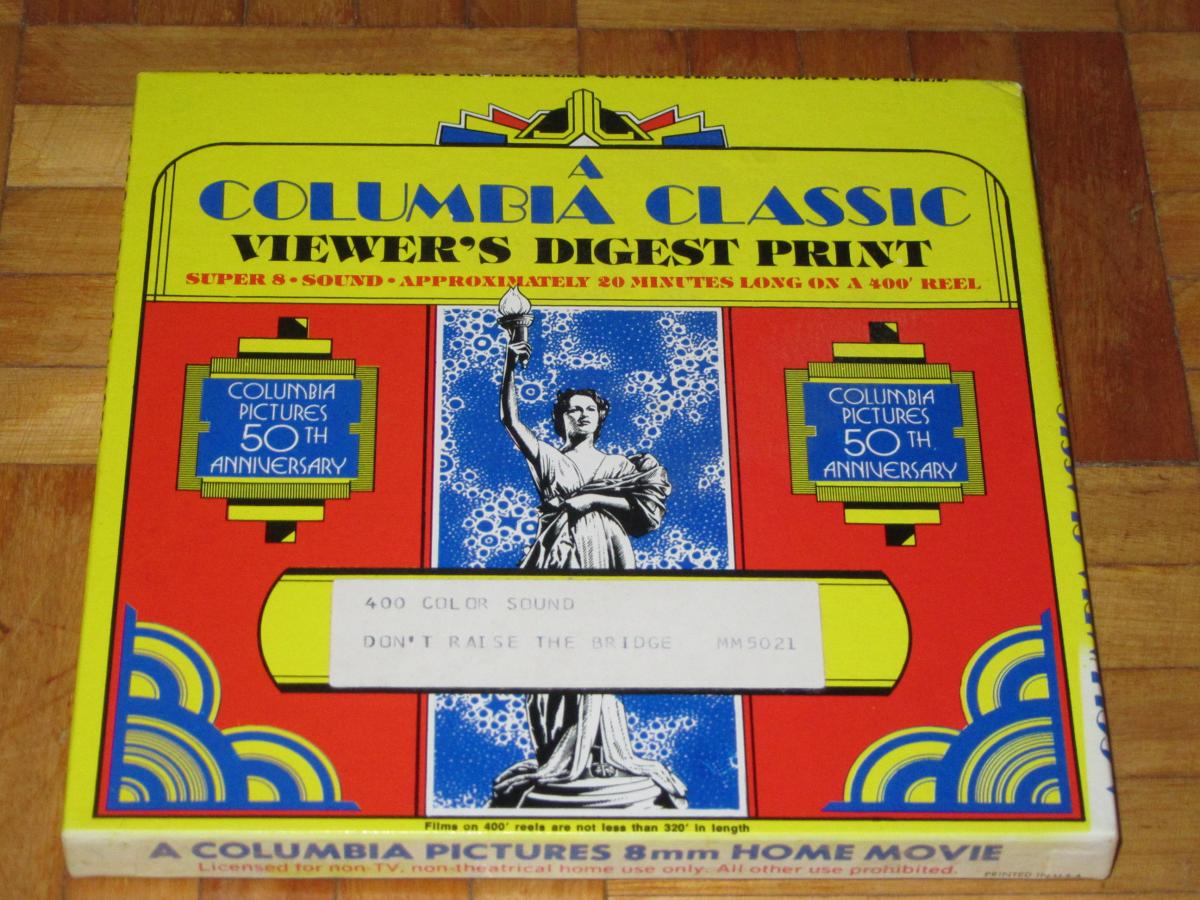 A
COLUMBIA CLASSIC
VIEWER'S DIGEST PRINT
SUPER 8 • SOUND • APPROXIMATELY 20 MINUTES LONG ON A 400' REEL
COLUMBIA
PICTURES
50TH
ANNIVERSARY
COLUMBIA
PICTURES
50TH
ANNIVERSARY
400 COLOR SOUND
DON'T RAISE THE BRIDGE MM5021
Films on 400' reels are not less than 320' in length
A COLUMBIA PICTURES 8mm HOME MOVIE
Licensed for non-TV, non-theatrical home use only. All other use prohibited.
PRINTED IN U.S.A.
A COLUMBIA CLASSIC